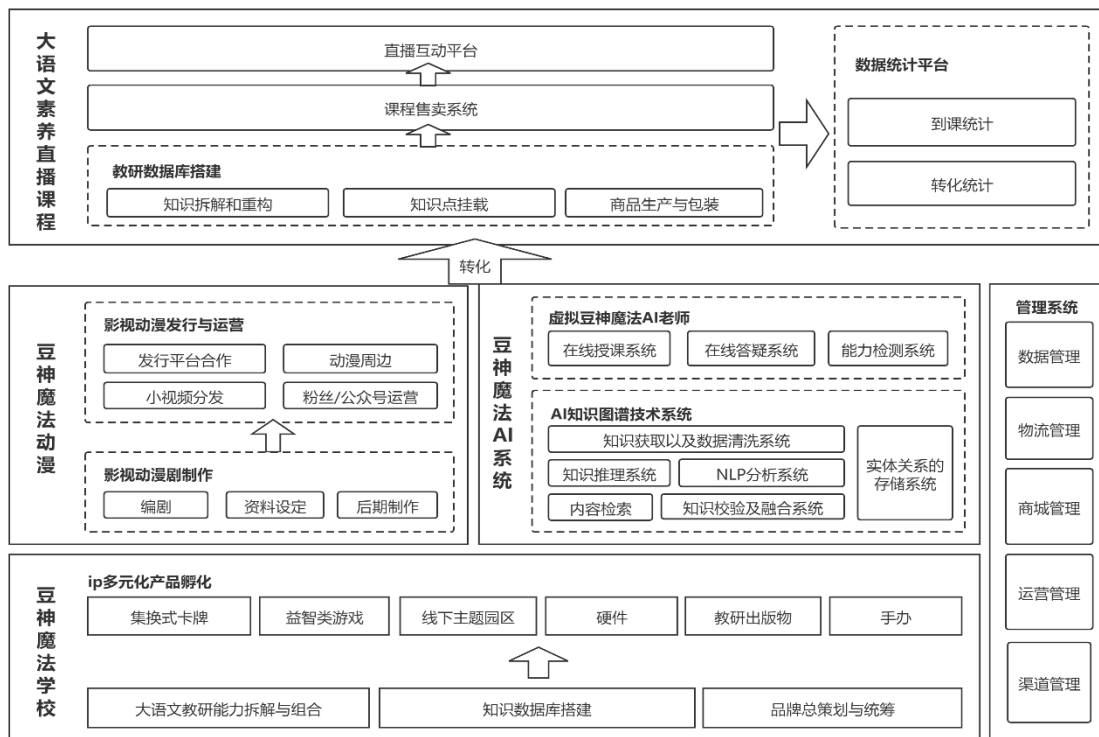 大语文素养直播课程
直播互动平台
课程售卖系统
教研数据库搭建
知识拆解和重构
知识点挂载
商品生产与包装
数据统计平台
到课统计
转化统计
转化
豆神魔法动漫
影视动漫发行与运营
发行平台合作
动漫周边
小视频分发
粉丝/公众号运营
影视动漫剧制作
编剧
资料设定
后期制作
豆神魔法AI系统
虚拟豆神魔法AI老师
在线授课系统
在线答疑系统
能力检测系统
AI知识图谱技术系统
知识获取以及数据清洗系统
知识推理系统
NLP分析系统
内容检索
知识校验及融合系统
实体关系的
存储系统
管理系统
数据管理
物流管理
商城管理
运营管理
渠道管理
豆神魔法学校
ip多元化产品孵化
集换式卡牌
益智类游戏
线下主题园区
硬件
教研出版物
手办
大语文教研能力拆解与组合
知识数据库搭建
品牌总策划与统筹